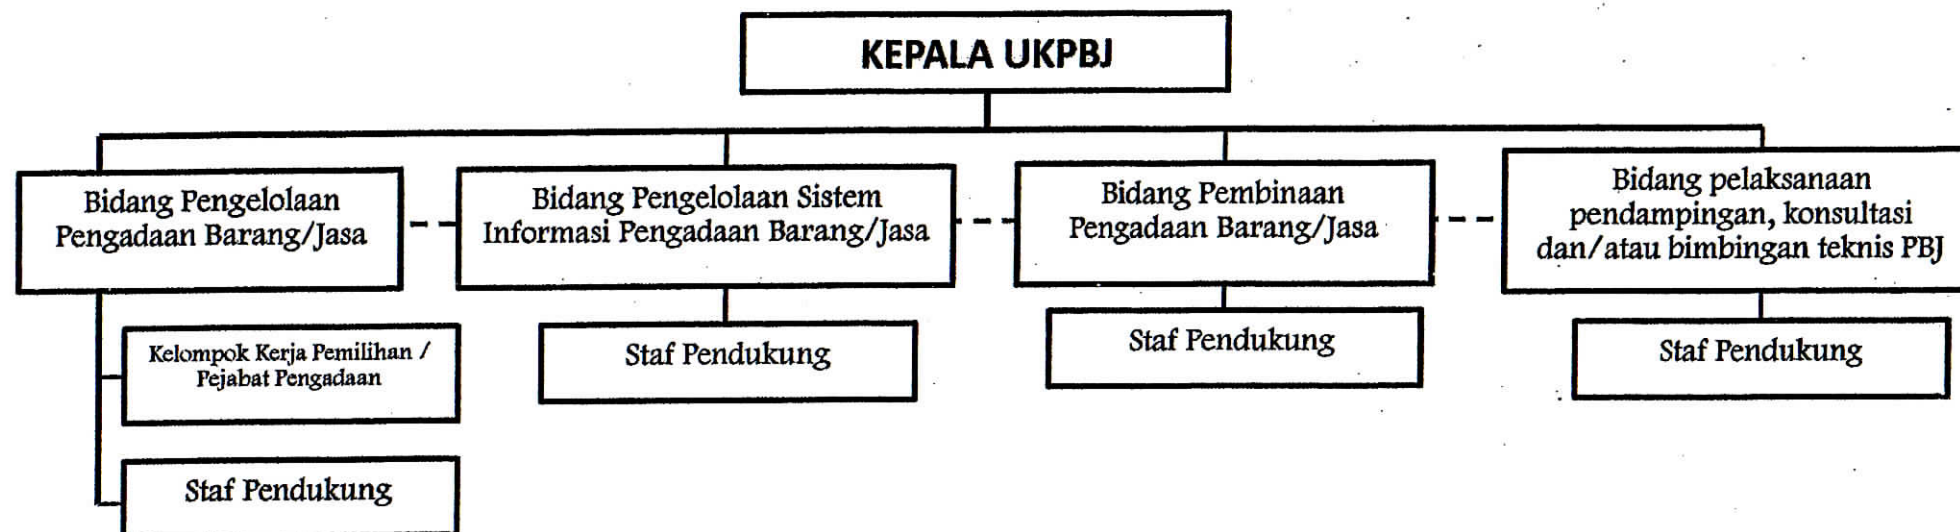 KEPALA UKPBJ
Bidang Pengelolaan
Pengadaan Barang/Jasa
Bidang Pengelolaan Sistem
Informasi Pengadaan Barang/Jasa
Bidang Pembinaan
Pengadaan Barang/Jasa
Bidang pelaksanaan
pendampingan, konsultasi
dan/atau bimbingan teknis PBJ
Kelompok Kerja Pemilihan /
Pejabat Pengadaan
Staf Pendukung
Staf Pendukung
Staf Pendukung
Staf Pendukung